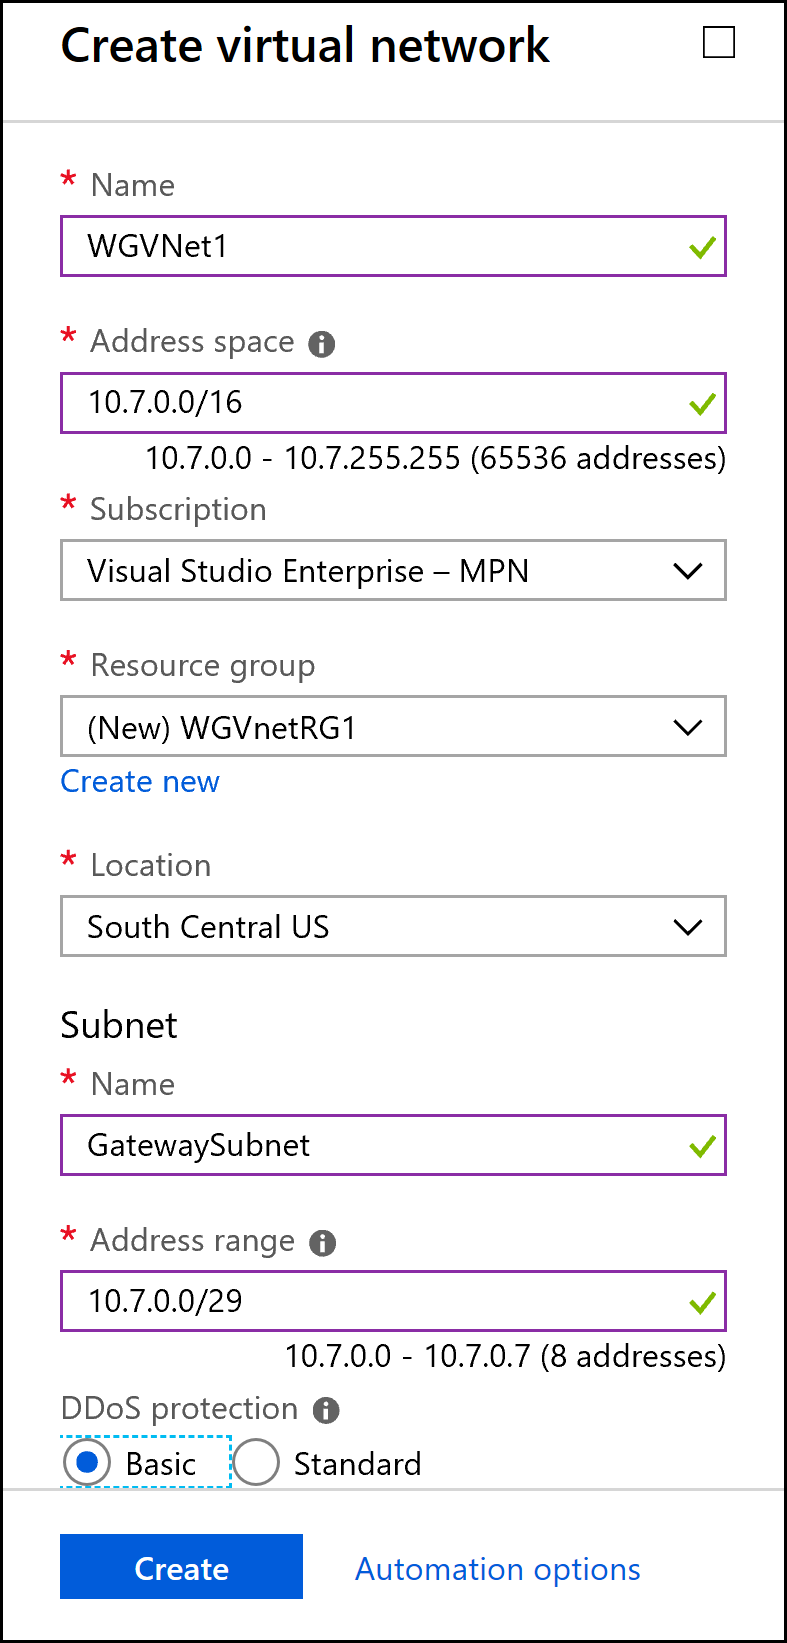 Create virtual network
* Name
WGVNet1
* Address space
10.7.0.0/16
10.7.0.0 - 10.7.255.255 (65536 addresses)
* Subscription
Visual Studio Enterprise – MPN
* Resource group
(New) WGVnetRG1
Create new
* Location
South Central US
Subnet
* Name
GatewaySubnet
* Address range
10.7.0.0/29
10.7.0.0 - 10.7.0.7 (8 addresses)
DDoS protection
Basic Standard
Create Automation options